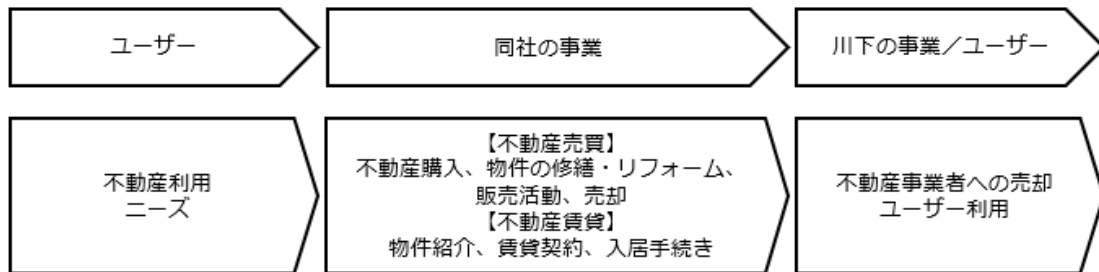 ユーザー
同社の事業
川下の事業／ユーザー
不動産利用
ニーズ
【不動産売買】
不動産購入、物件の修繕・リフォーム、
販売活動、売却
【不動産賃貸】
物件紹介、賃貸契約、入居手続き
不動産事業者への売却
ユーザー利用